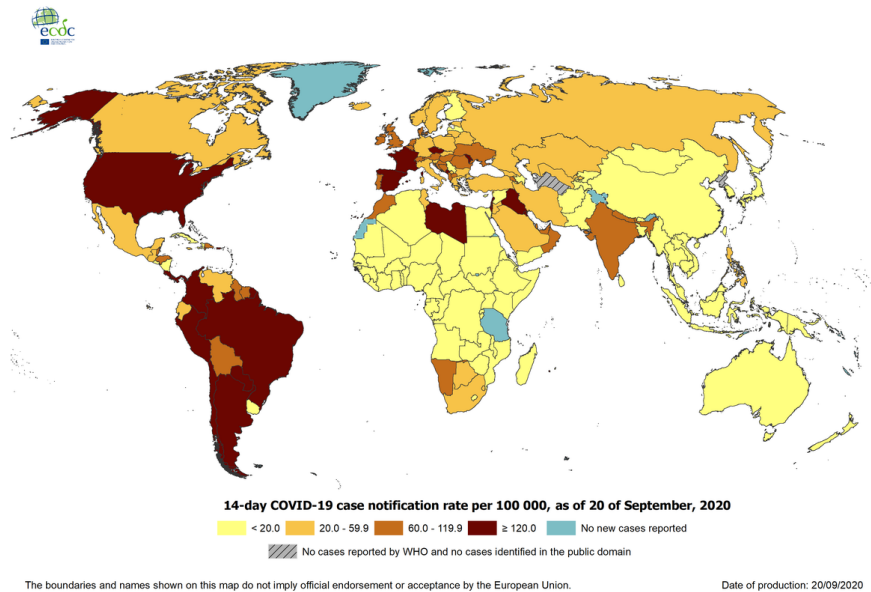 ecdc
14-day COVID-19 case notification rate per 100 000, as of 20 of September, 2020
< 20.0 20.0 - 59.9 60.0 - 119.9 ≥ 120.0 No new cases reported
No cases reported by WHO and no cases identified in the public domain
The boundaries and names shown on this map do not imply official endorsement or acceptance by the European Union. Date of production: 20/09/2020